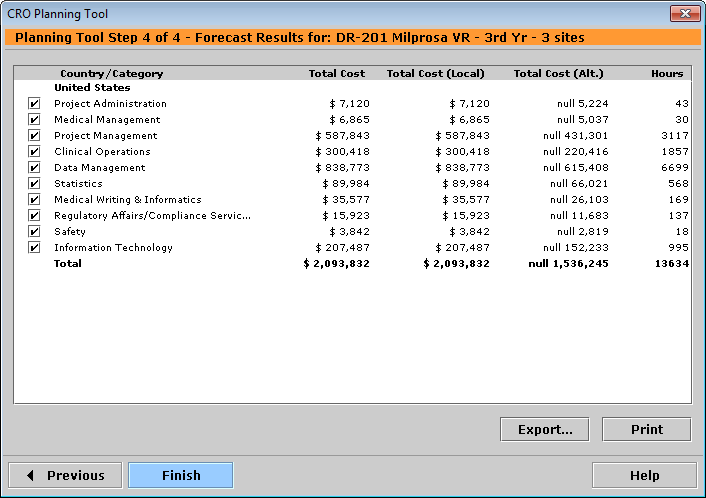 CRO Planning Tool
Planning Tool Step 4 of 4 - Forecast Results for: DR-201 Milprosa VR - 3rd Yr - 3 sites
Country/Category Total Cost Total Cost (Local) Total Cost (Alt.) Hours
United States
Project Administration $ 7,120 $ 7,120 null 5,224 43
Medical Management $ 6,865 $ 6,865 null 5,037 30
Project Management $ 587,843 $ 587,843 null 431,301 3117
Clinical Operations $ 300,418 $ 300,418 null 220,416 1857
Data Management $ 838,773 $ 838,773 null 615,408 6699
Statistics $ 89,984 $ 89,984 null 66,021 568
Medical Writing & Informatics $ 35,577 $ 35,577 null 26,103 169
Regulatory Affairs/Compliance Servic... $ 15,923 $ 15,923 null 11,683 137
Safety $ 3,842 $ 3,842 null 2,819 18
Information Technology $ 207,487 $ 207,487 null 152,233 995
Total $ 2,093,832 $ 2,093,832 null 1,536,245 13634
Export... Print
Previous Finish Help